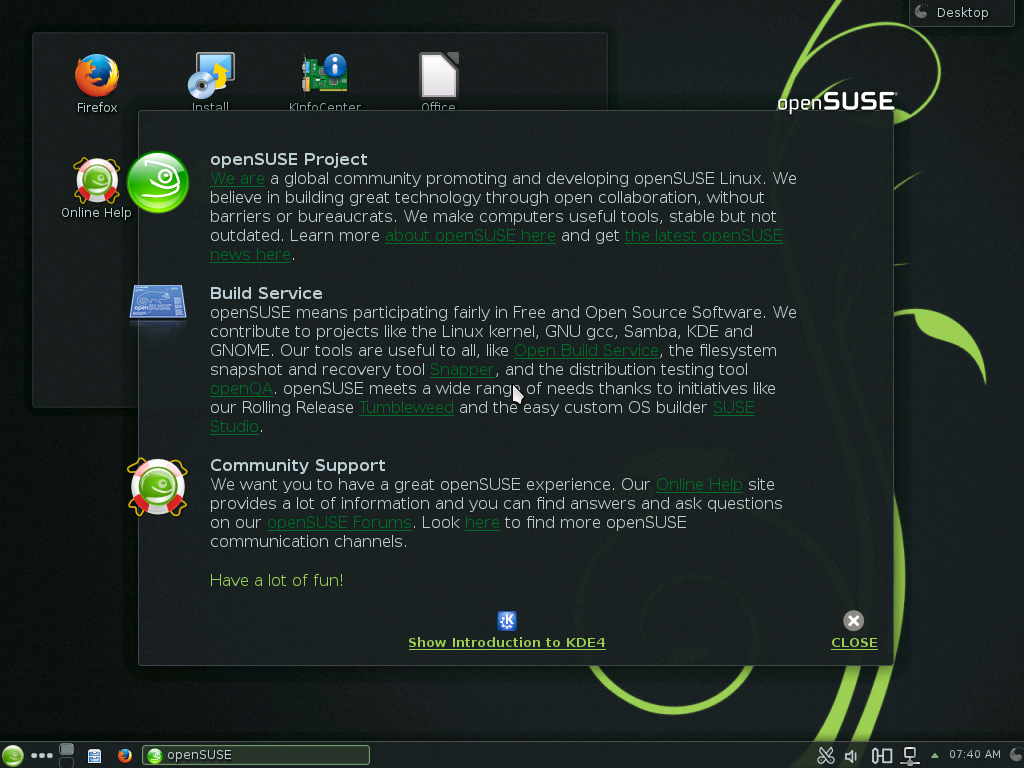 Desktop
Firefox
Install
KInfoCenter
Office
openSUSE
Online Help
openSUSE Project
We are a global community promoting and developing openSUSE Linux. We
believe in building great technology through open collaboration, without
barriers or bureaucrats. We make computers useful tools, stable but not
outdated. Learn more about openSUSE here and get the latest openSUSE
news here.
Build Service
openSUSE means participating fairly in Free and Open Source Software. We
contribute to projects like the Linux kernel, GNU gcc, Samba, KDE and
GNOME. Our tools are useful to all, like Open Build Service, the filesystem
snapshot and recovery tool Snapper, and the distribution testing tool
openQA. openSUSE meets a wide range of needs thanks to initiatives like
our Rolling Release Tumbleweed and the easy custom OS builder SUSE
Studio.
Community Support
We want you to have a great openSUSE experience. Our Online Help site
provides a lot of information and you can find answers and ask questions
on our openSUSE Forums. Look here to find more openSUSE
communication channels.
Have a lot of fun!
Show Introduction to KDE4
CLOSE
openSUSE
07:40 AM